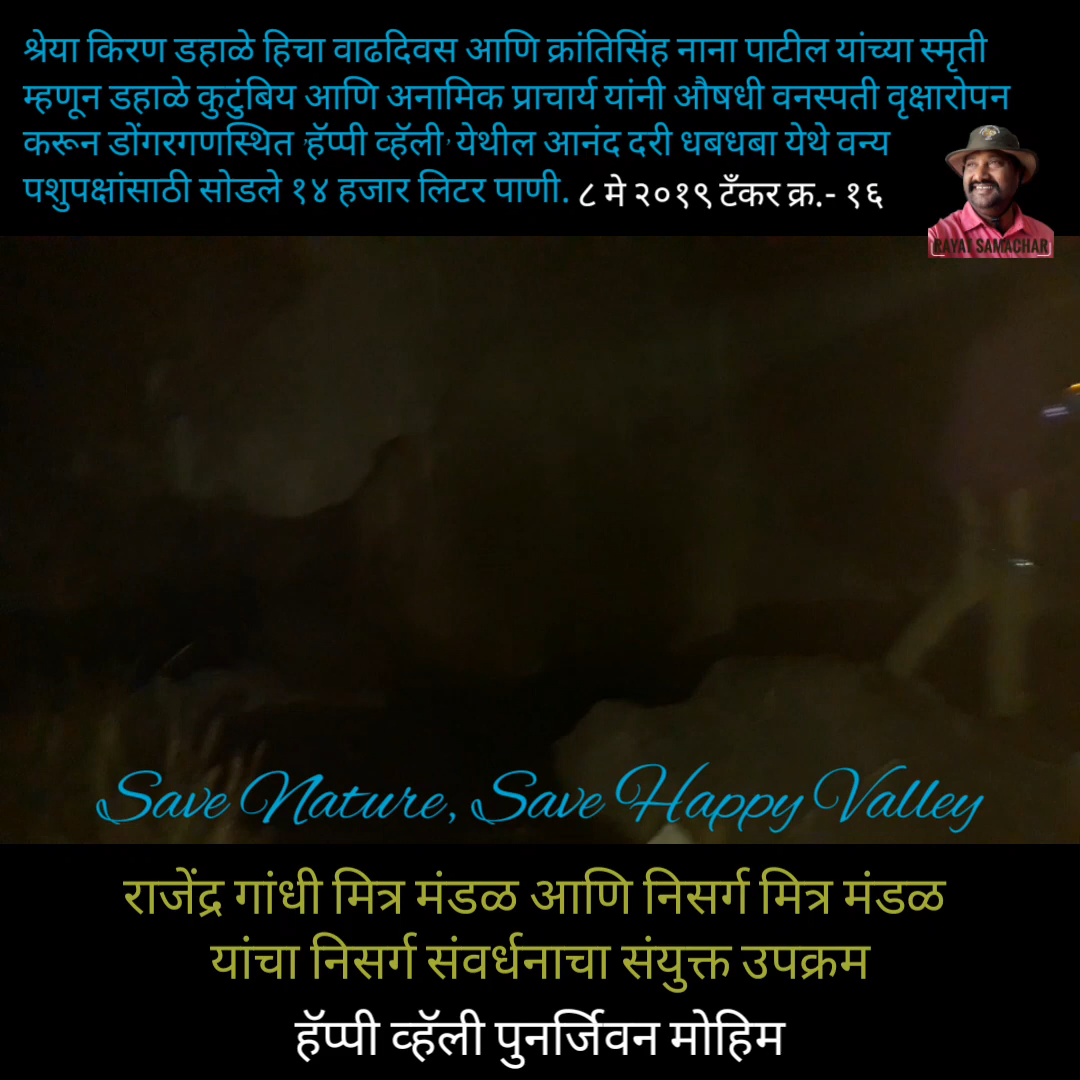 श्रेया किरण डहाळे हिचा वाढदिवस आणि क्रांतिसिंह नाना पाटील यांच्या स्मृती
म्हणून डहाळे कुटुंबिय आणि अनामिक प्राचार्य यांनी औषधी वनस्पती वृक्षारोपन
करून डोंगरगणस्थित 'हॅप्पी व्हॅली' येथील आनंद दरी धबधबा येथे वन्य
पशुपक्षांसाठी सोडले १४ हजार लिटर पाणी. ८ मे २०१९ टँकर क्र.- १६
RAYAT SAMACHAR
Save Nature, Save Happy Valley
राजेंद्र गांधी मित्र मंडळ आणि निसर्ग मित्र मंडळ
यांचा निसर्ग संवर्धनाचा संयुक्त उपक्रम
हॅप्पी व्हॅली पुनर्जिवन मोहिम